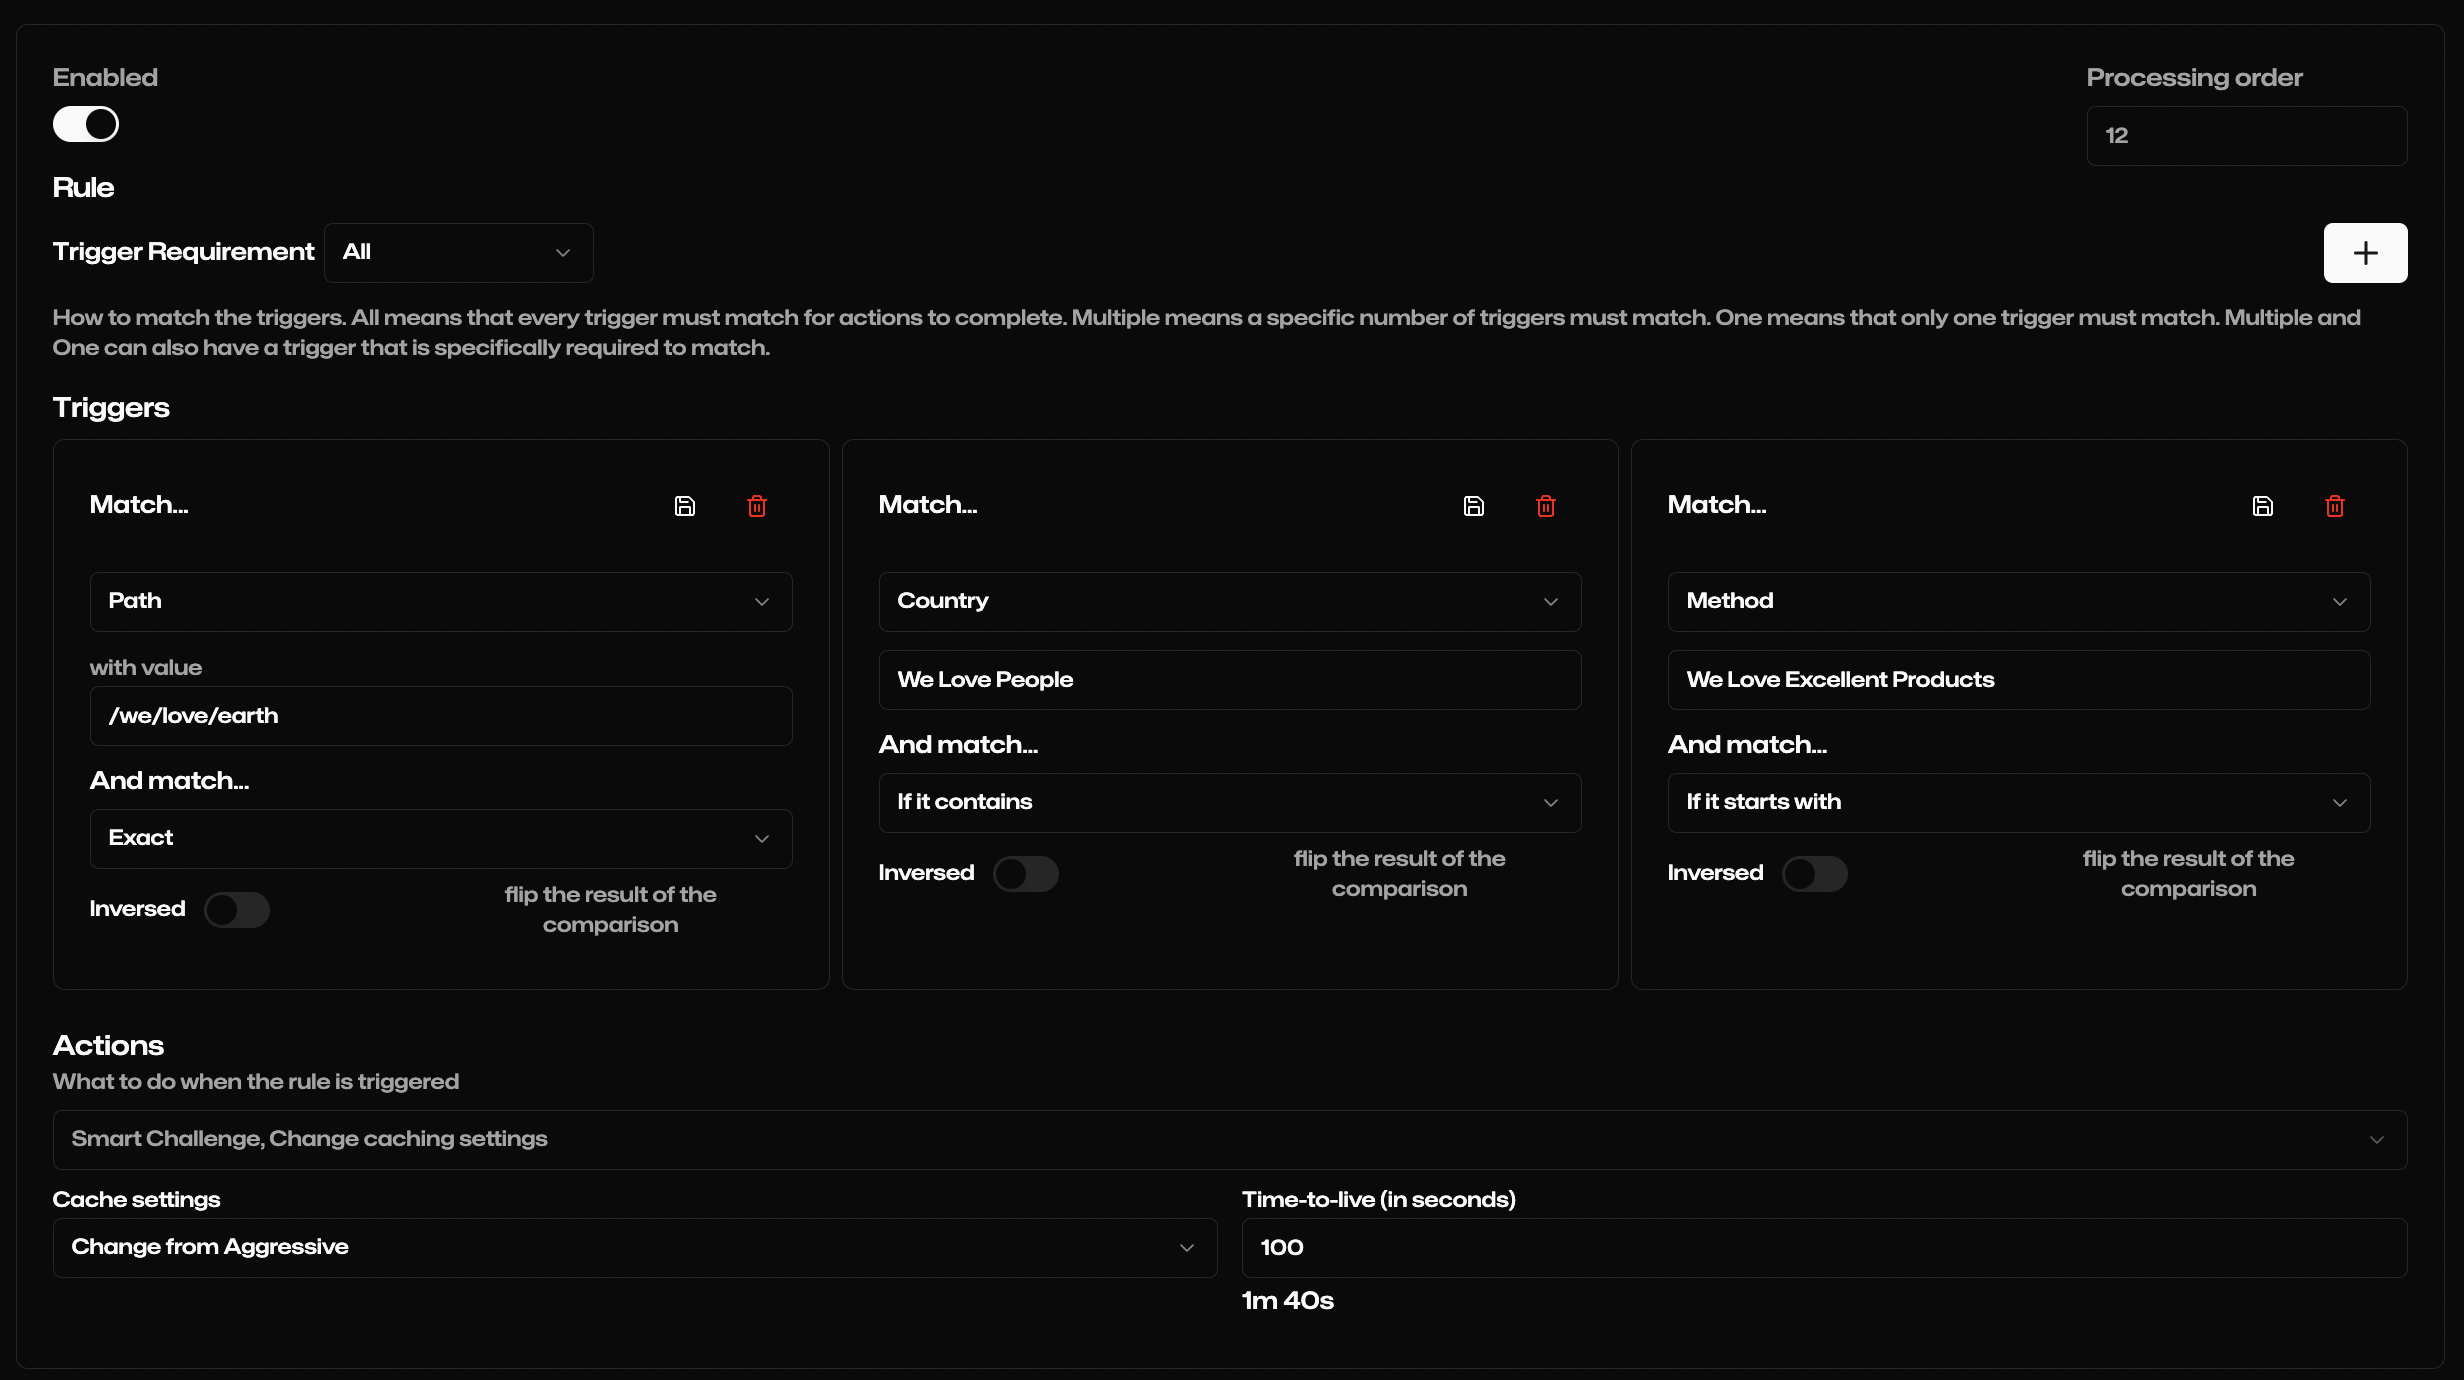 Enabled
Processing order
12
Rule
Trigger Requirement
All
How to match the triggers. All means that every trigger must match for actions to complete. Multiple means a specific number of triggers must match. One means that only one trigger must match. Multiple and
One can also have a trigger that is specifically required to match.
Triggers
Match...
Path
with value
/we/love/earth
And match...
Exact
Inversed
flip the result of the
comparison
Match...
Country
We Love People
And match...
If it contains
Inversed
flip the result of the
comparison
Match...
Method
We Love Excellent Products
And match...
If it starts with
Inversed
flip the result of the
comparison
Actions
What to do when the rule is triggered
Smart Challenge, Change caching settings
Cache settings
Change from Aggressive
Time-to-live (in seconds)
100
1m 40s